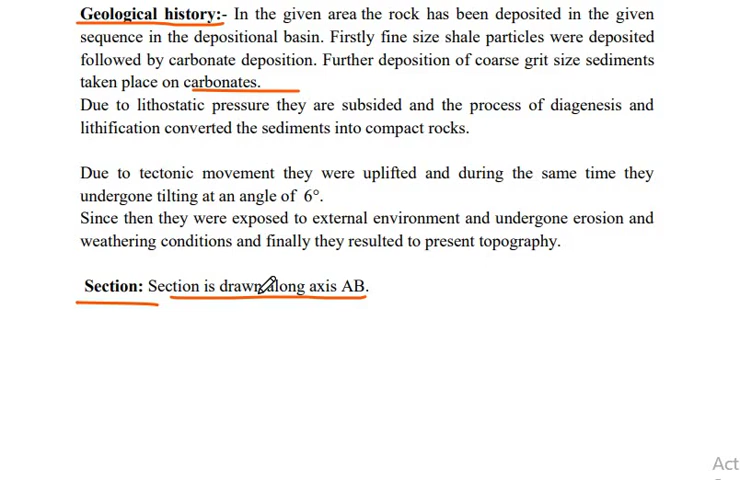 Geological history:- In the given area the rock has been deposited in the given
sequence in the depositional basin. Firstly fine size shale particles were deposited
followed by carbonate deposition. Further deposition of coarse grit size sediments
taken place on carbonates.
Due to lithostatic pressure they are subsided and the process of diagenesis and
lithification converted the sediments into compact rocks.
Due to tectonic movement they were uplifted and during the same time they
undergone tilting at an angle of 6°.
Since then they were exposed to external environment and undergone erosion and
weathering conditions and finally they resulted to present topography.
Section: Section is drawn along axis AB.
Act